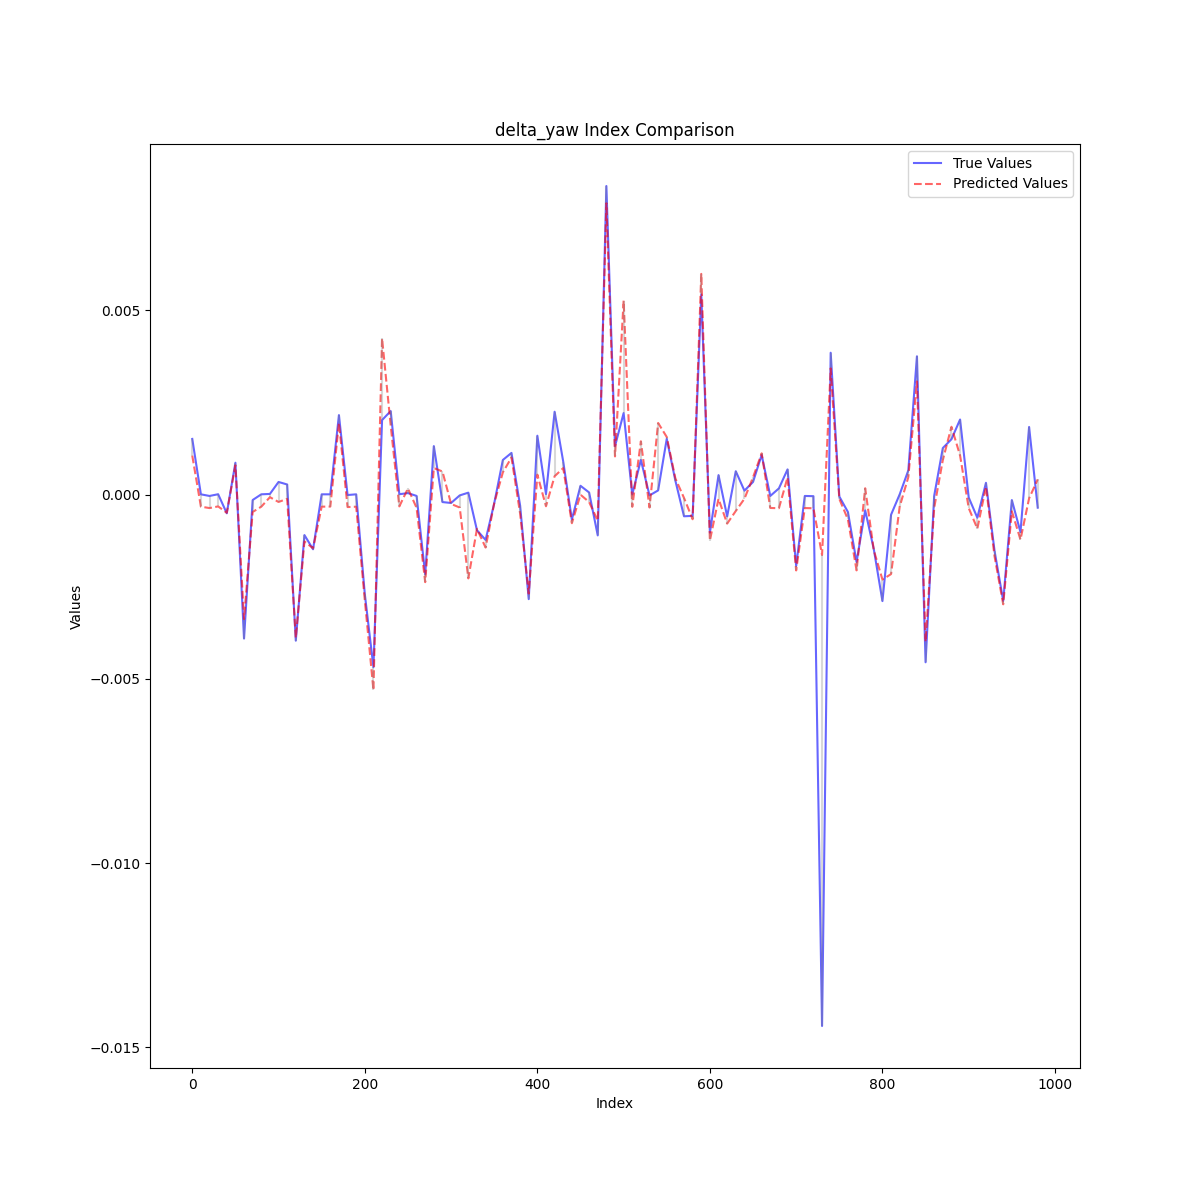 delta_yaw Index Comparison
True Values
Predicted Values
0.005
0.000
−0.005
−0.010
−0.015
Values
0
200
400
600
800
1000
Index